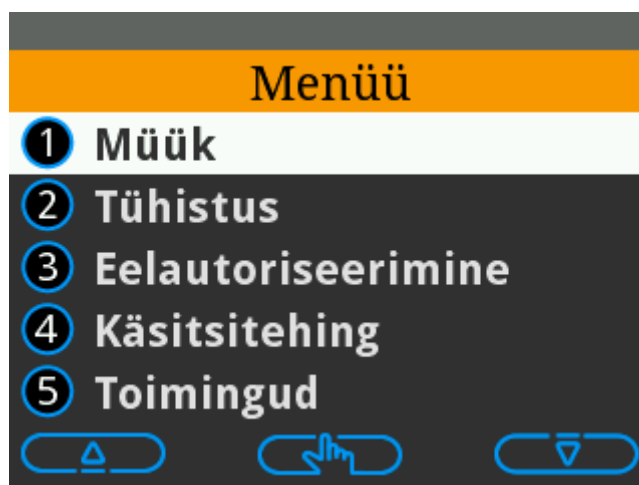 Menüü
1 Müük
2 Tühistus
3 Eelautoriseerimine
4 Käsitsitehing
5 Toimingud